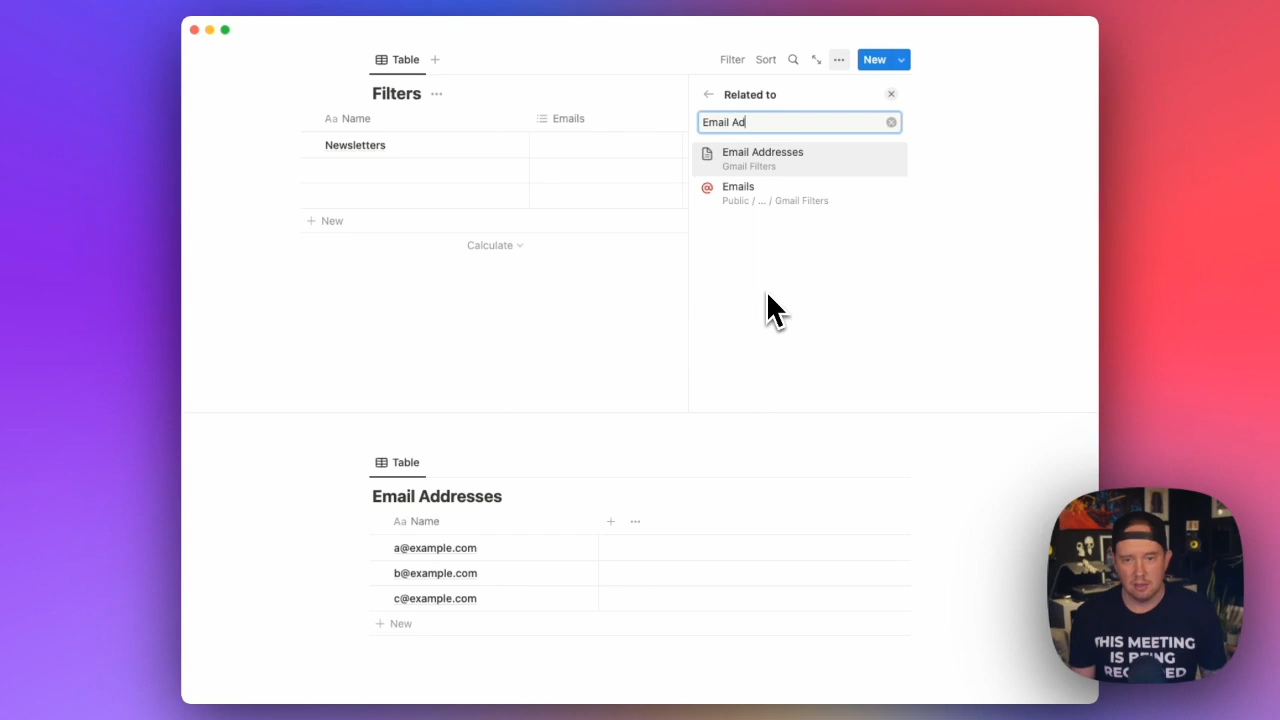 Table
Filter Sort New
Filters
Related to
Aa Name Emails
Email Ad
Newsletters
Email Addresses
Gmail Filters
Emails
Public / ... / Gmail Filters
New
Calculate
Table
Email Addresses
Aa Name
a@example.com
b@example.com
c@example.com
New
THIS MEETING
IS BEING
RECORDED